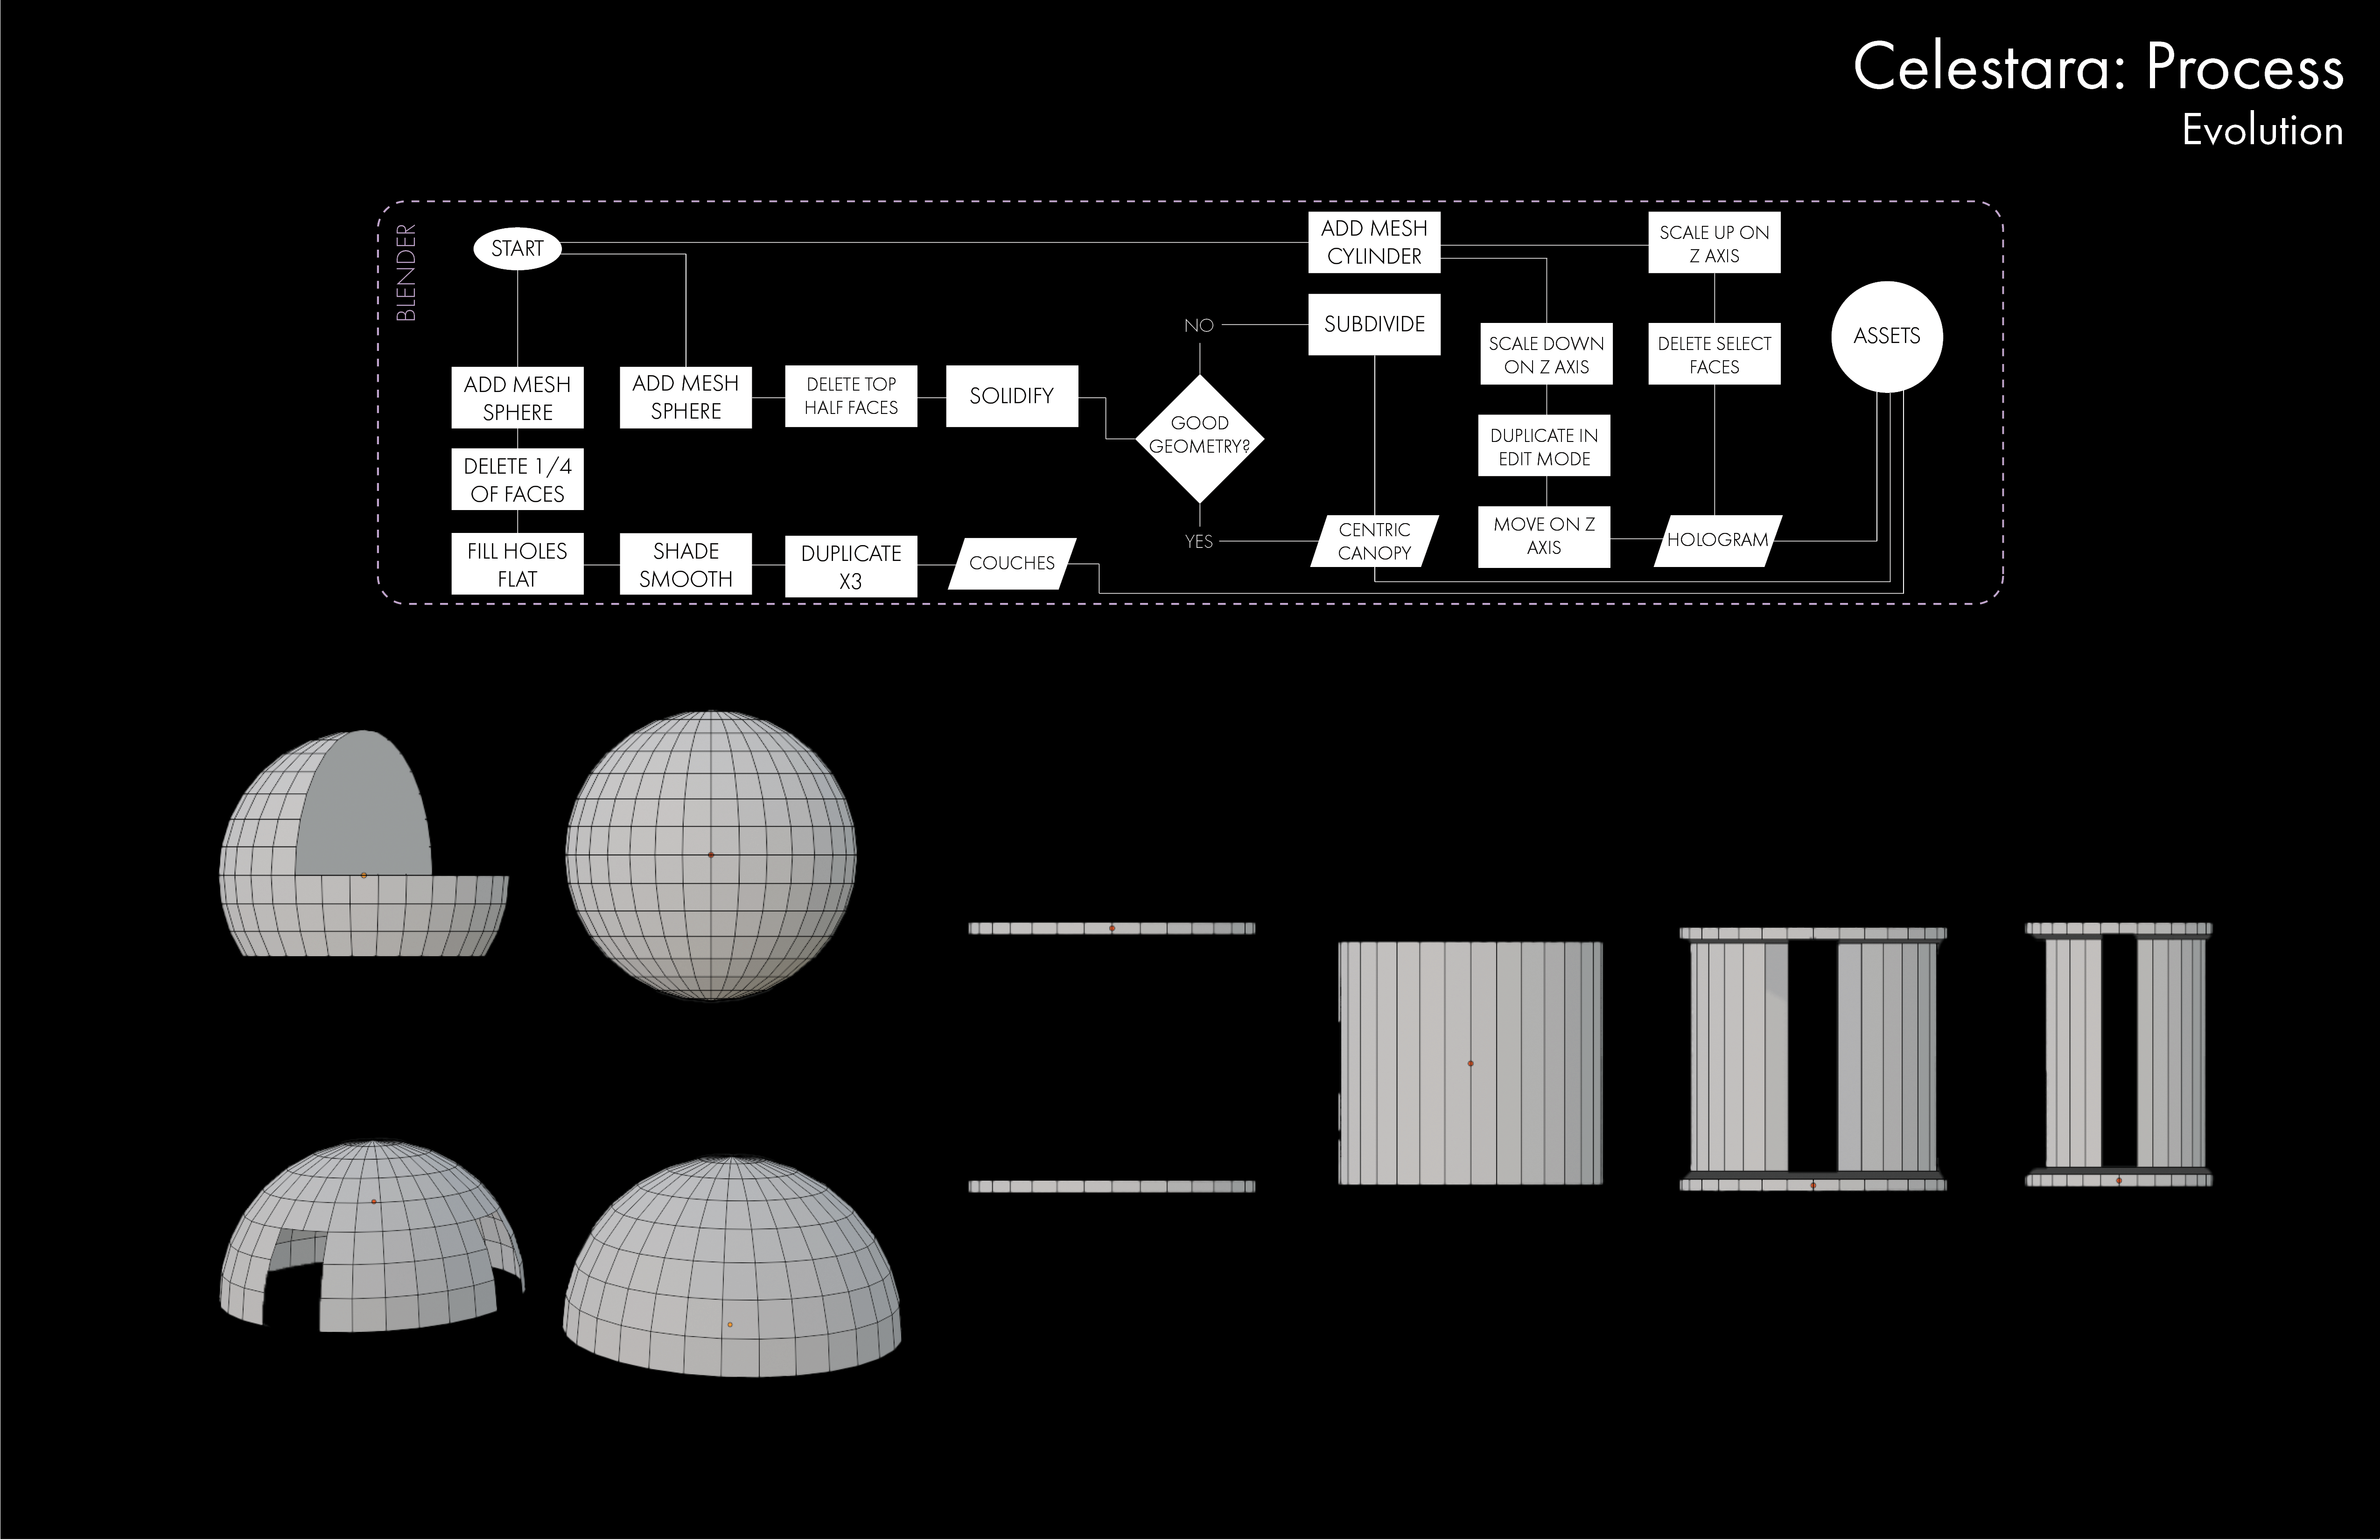 Celestara: Process
Evolution
BLENDER
START
ADD MESH
SPHERE
DELETE 1/4
OF FACES
FILL HOLES
FLAT
SHADE
SMOOTH
DUPLICATE
X3
COUCHES
ADD MESH
SPHERE
DELETE TOP
HALF FACES
SOLIDIFY
GOOD
GEOMETRY?
NO
SUBDIVIDE
YES
CENTRIC
CANOPY
ADD MESH
CYLINDER
SCALE DOWN
ON Z AXIS
DUPLICATE IN
EDIT MODE
MOVE ON Z
AXIS
SCALE UP ON
Z AXIS
DELETE SELECT
FACES
HOLOGRAM
ASSETS